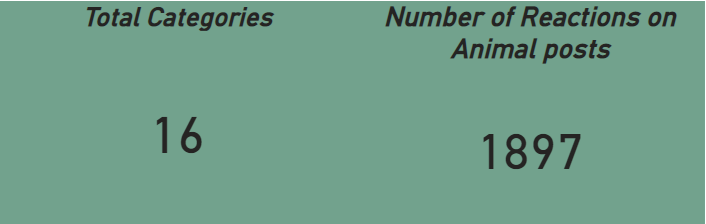 Total Categories
16
Number of Reactions on
Animal posts
1897